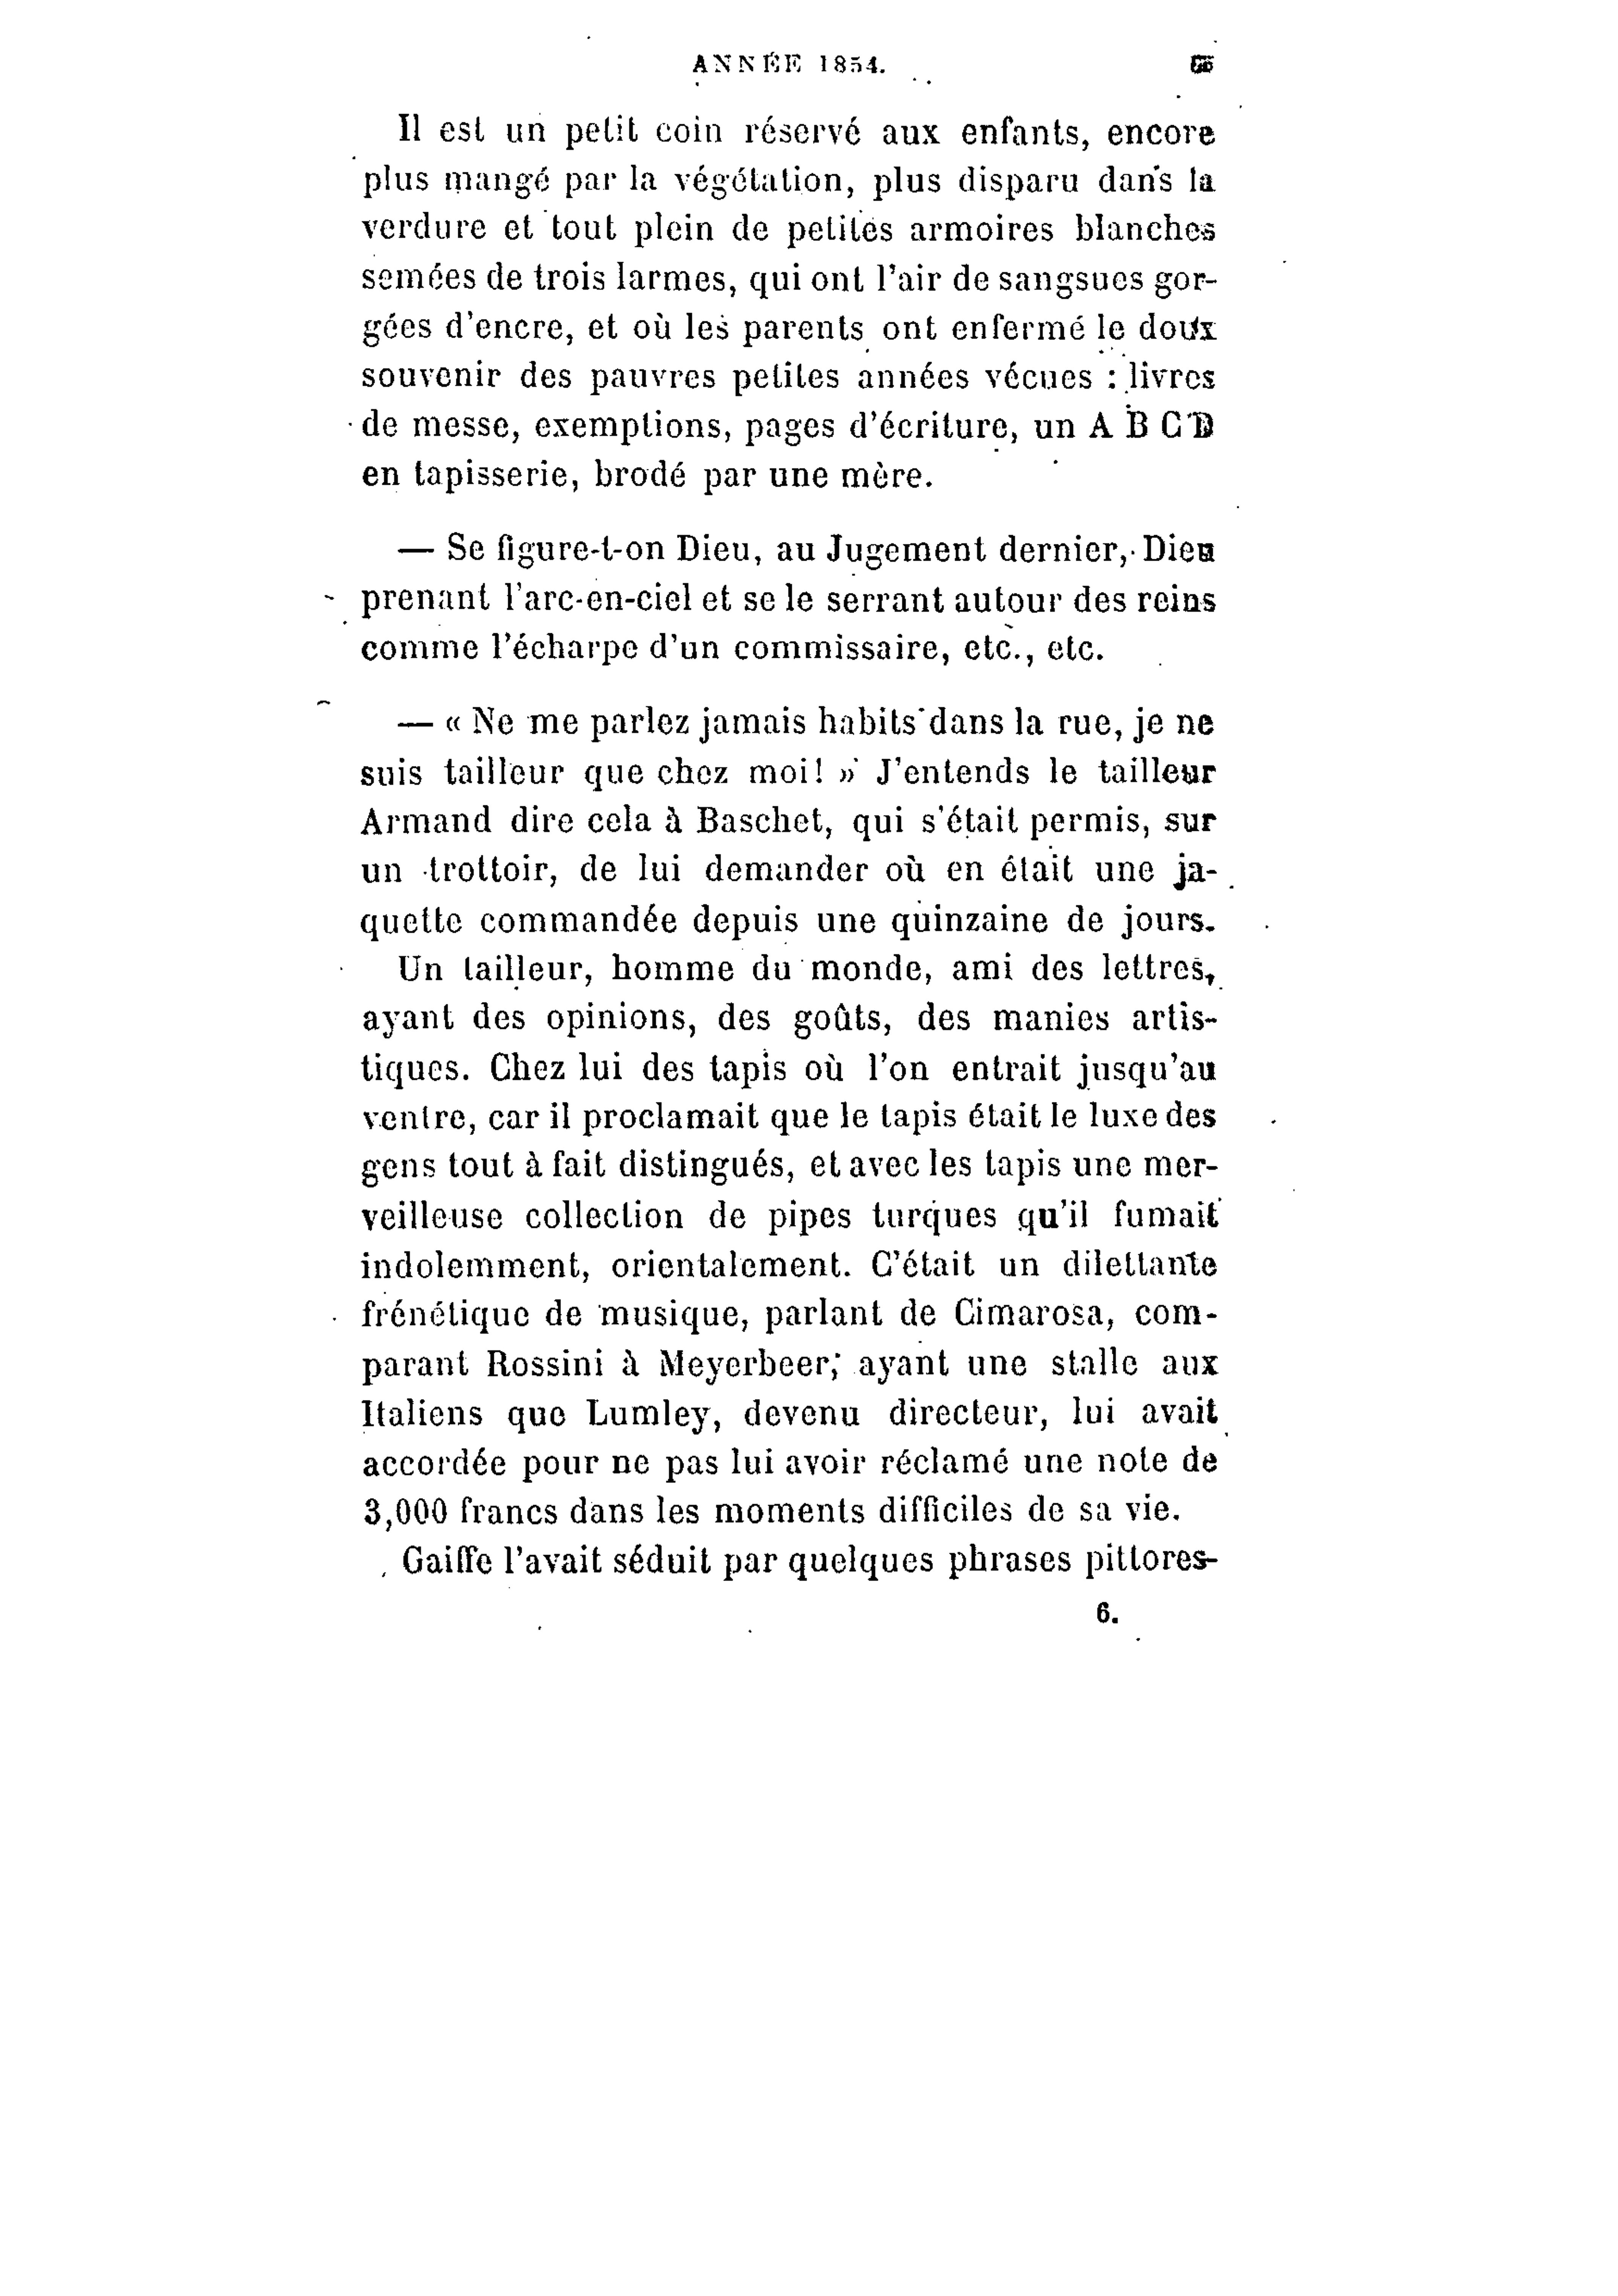 ANNÉE 1854. 65
Il est un petit coin réservé aux enfants, encore
plus mangé par la végétation, plus disparu dans la
verdure et tout plein de petites armoires blanches
semées de trois larmes, qui ont l'air de sangsues gor-
gées d'encre, et où les parents ont enfermé le doux
souvenir des pauvres petites années vécues : livres
de messe, exemptions, pages d'écriture, un A B C D
en tapisserie, brodé par une mère.
— Se figure-t-on Dieu, au Jugement dernier, Dieu
prenant l'arc-en-ciel et se le serrant autour des reins
comme l'écharpe d'un commissaire, etc., etc.
— « Ne me parlez jamais habits dans la rue, je ne
suis tailleur que chez moi! » J'entends le tailleur
Armand dire cela à Baschet, qui s'était permis, sur
un trottoir, de lui demander où en était une ja-
quette commandée depuis une quinzaine de jours.
Un tailleur, homme du monde, ami des lettres,
ayant des opinions, des goûts, des manies artis-
tiques. Chez lui des tapis où l'on entrait jusqu'au
ventre, car il proclamait que le tapis était le luxe des
gens tout à fait distingués, et avec les tapis une mer-
veilleuse collection de pipes turques qu'il fumait
indolemment, orientalement. C'était un dilettante
frénétique de musique, parlant de Cimarosa, com-
parant Rossini à Meyerbeer; ayant une stalle aux
Italiens que Lumley, devenu directeur, lui avait
accordée pour ne pas lui avoir réclamé une note de
3,000 francs dans les moments difficiles de sa vie.
Gaiffe l'avait séduit par quelques phrases pittores-
6.